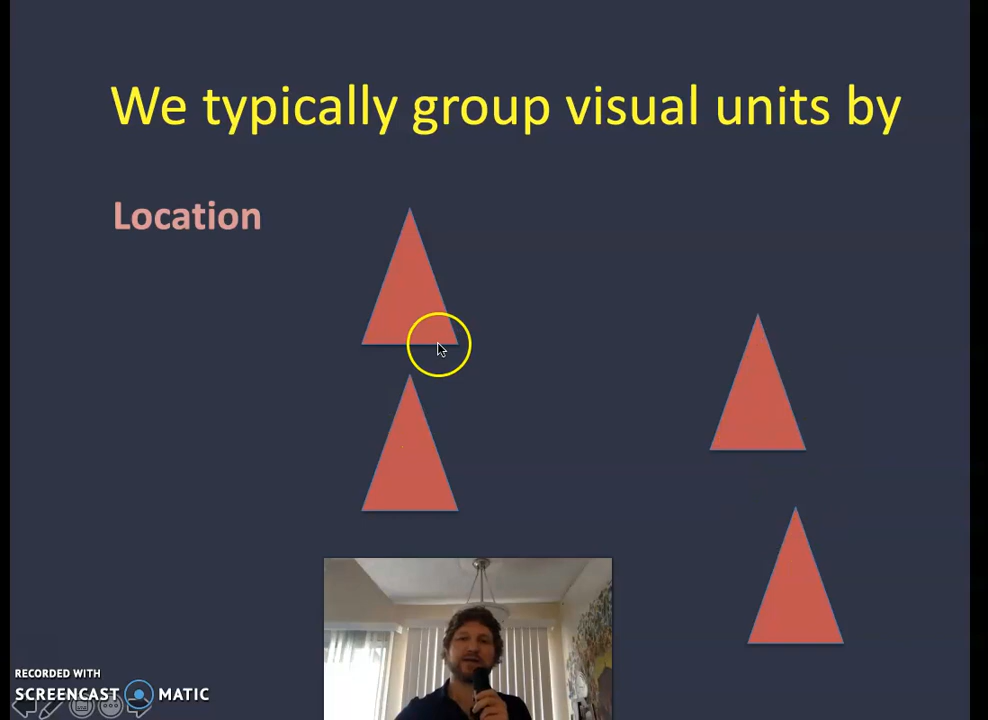 We typically group visual units by
Location
RECORDED WITH
SCREENCAST MATIC